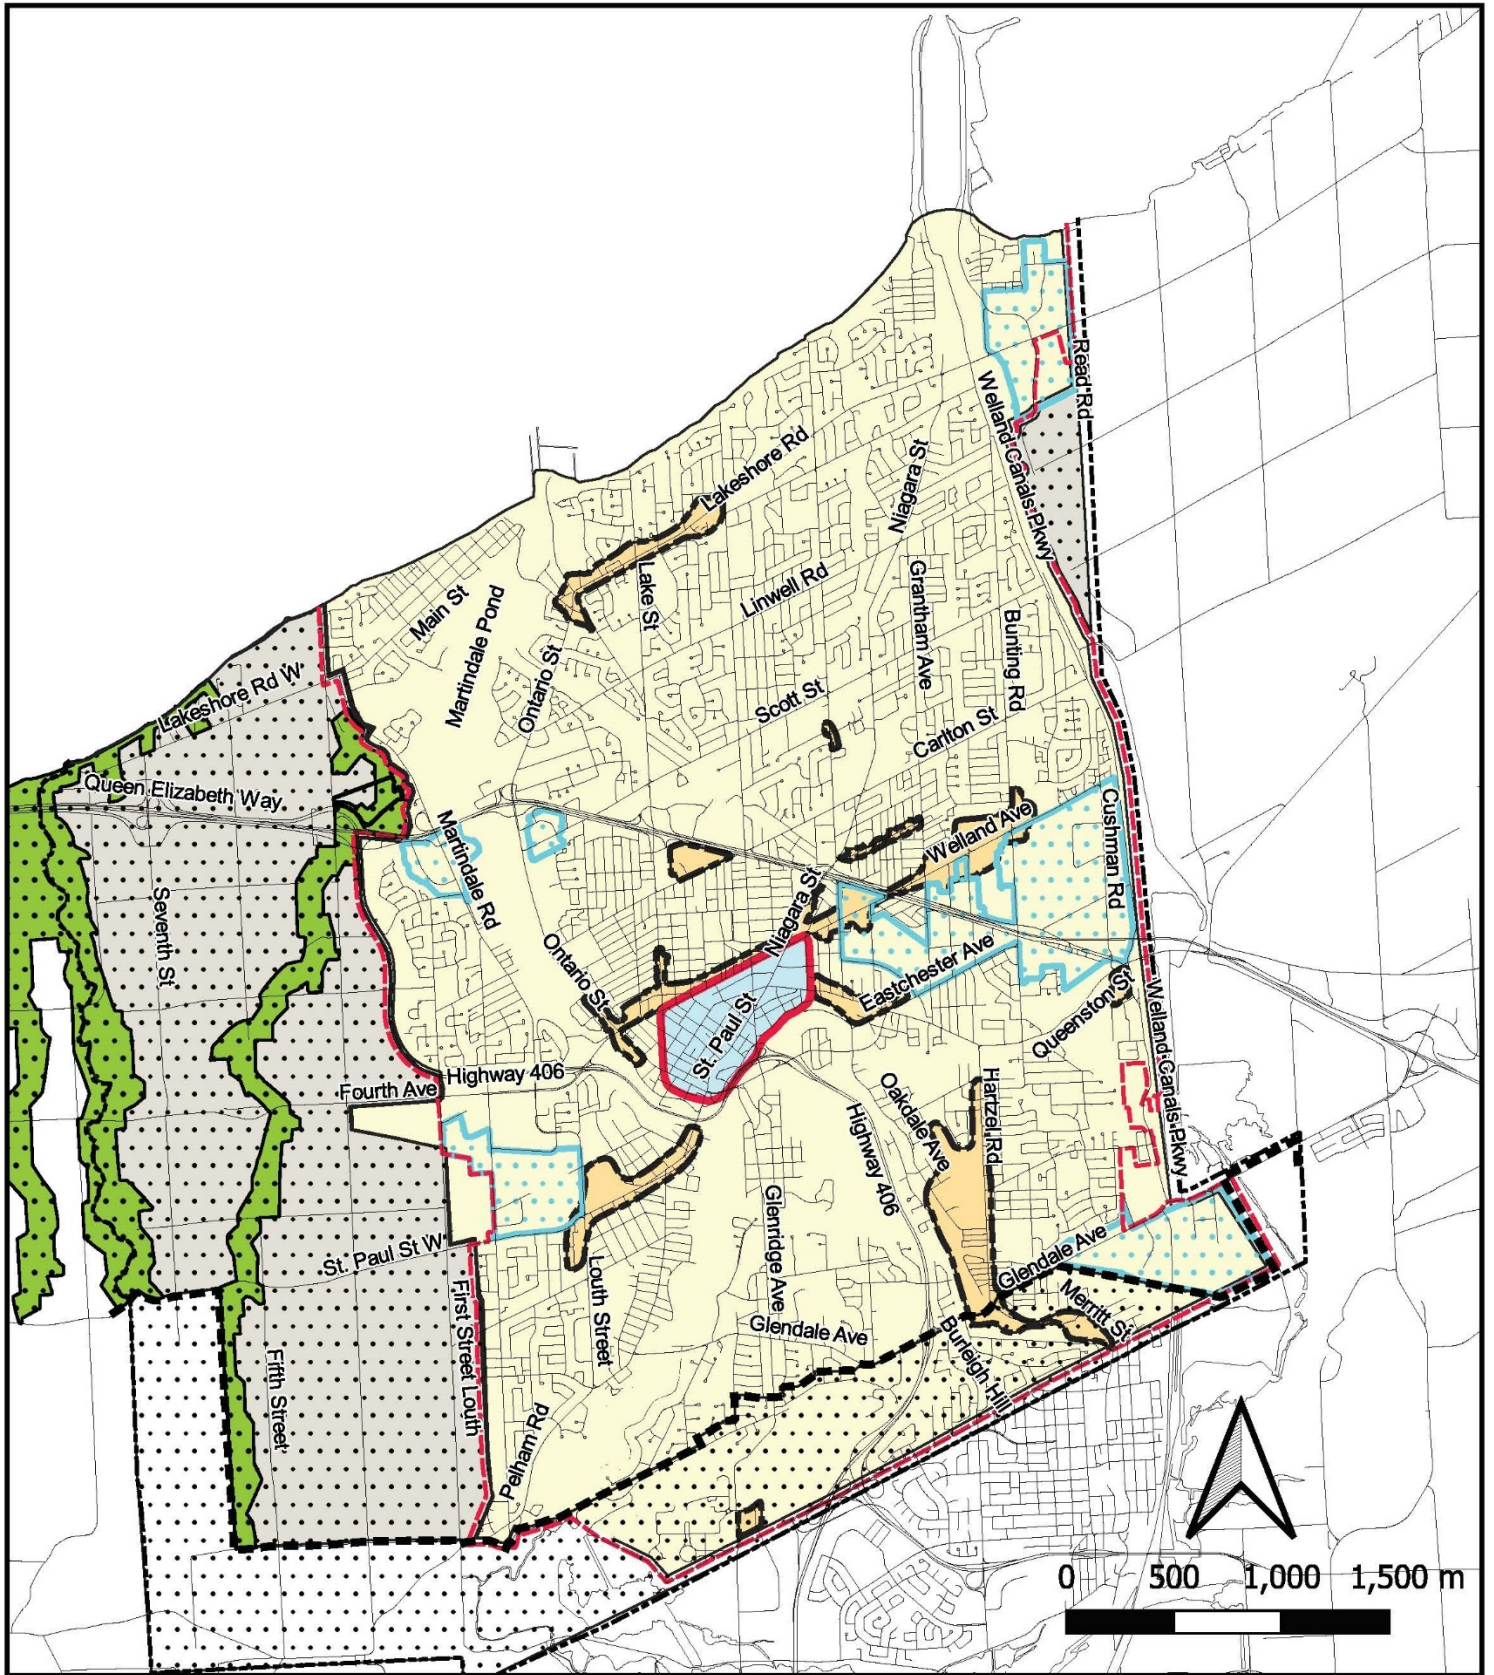 Read Rd
Welland Canals Pkwy
Lakeshore Rd
Niagara St
Lake St
Linwell Rd
Grantham Ave
Bunting Rd
Main St
Martindale Pond
Ontario St
Scott St
Carlton St
Lakeshore Rd W
Queen Elizabeth Way
Martindale Rd
Welland Ave
Cushman Rd
Seventh St
Niagara St
Ontario St
Eastchester Ave
Queenston St
St. Paul St
Welland Canals Pkwy
Fourth Ave
Highway 406
Oakdale Ave
Hartzel Rd
Highway 406
St. Paul St W
Glenridge Ave
Glendale Ave
Louth Street
First Street Louth
Merritt St
Glendale Ave
Burleigh Hill
Fifth Street
Pelham Rd
0 500 1,000 1,500 m